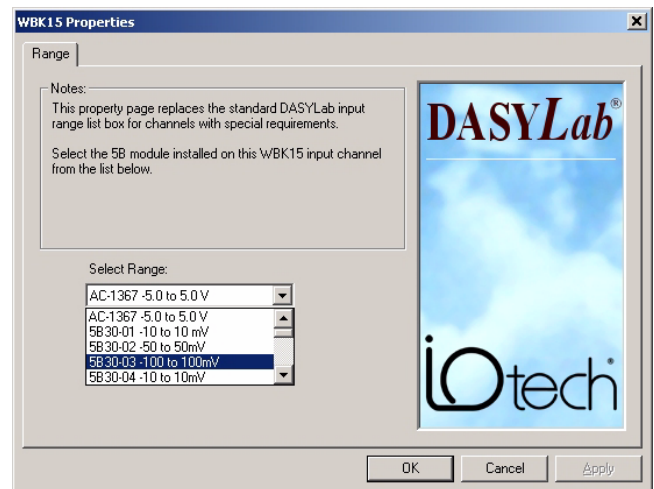 WBK15 Properties
Range
Notes:
This property page replaces the standard DASYLab input
range list box for channels with special requirements.
Select the 5B module installed on this WBK15 input channel
from the list below.
Select Range:
AC-1367 -5.0 to 5.0 V
AC-1367 -5.0 to 5.0 V
5B30-01 -10 to 10 mV
5B30-02 -50 to 50mV
5B30-03 -100 to 100mV
5B30-04 -10 to 10mV
DASYLab®
iOtech®
OK
Cancel
Apply